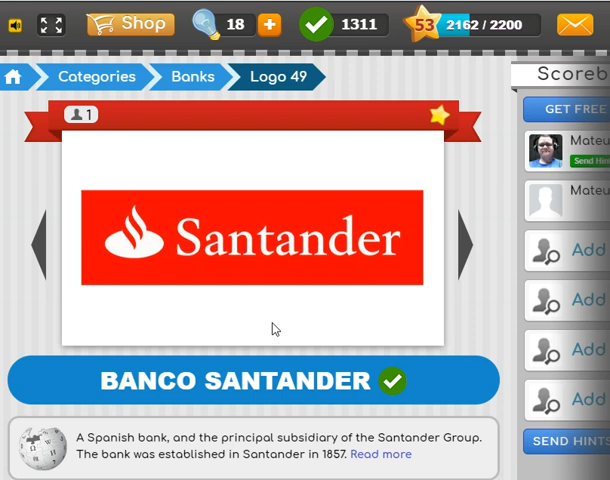 Shop
18
1311
53
2162 / 2200
Categories
Banks
Logo 49
1
Scoreb
GET FREE
Santander
Mateu
Send Hin
Mateu
Add
Add
Add
Add
SEND HINTS
BANCO SANTANDER
A Spanish bank, and the principal subsidiary of the Santander Group.
The bank was established in Santander in 1857. Read more